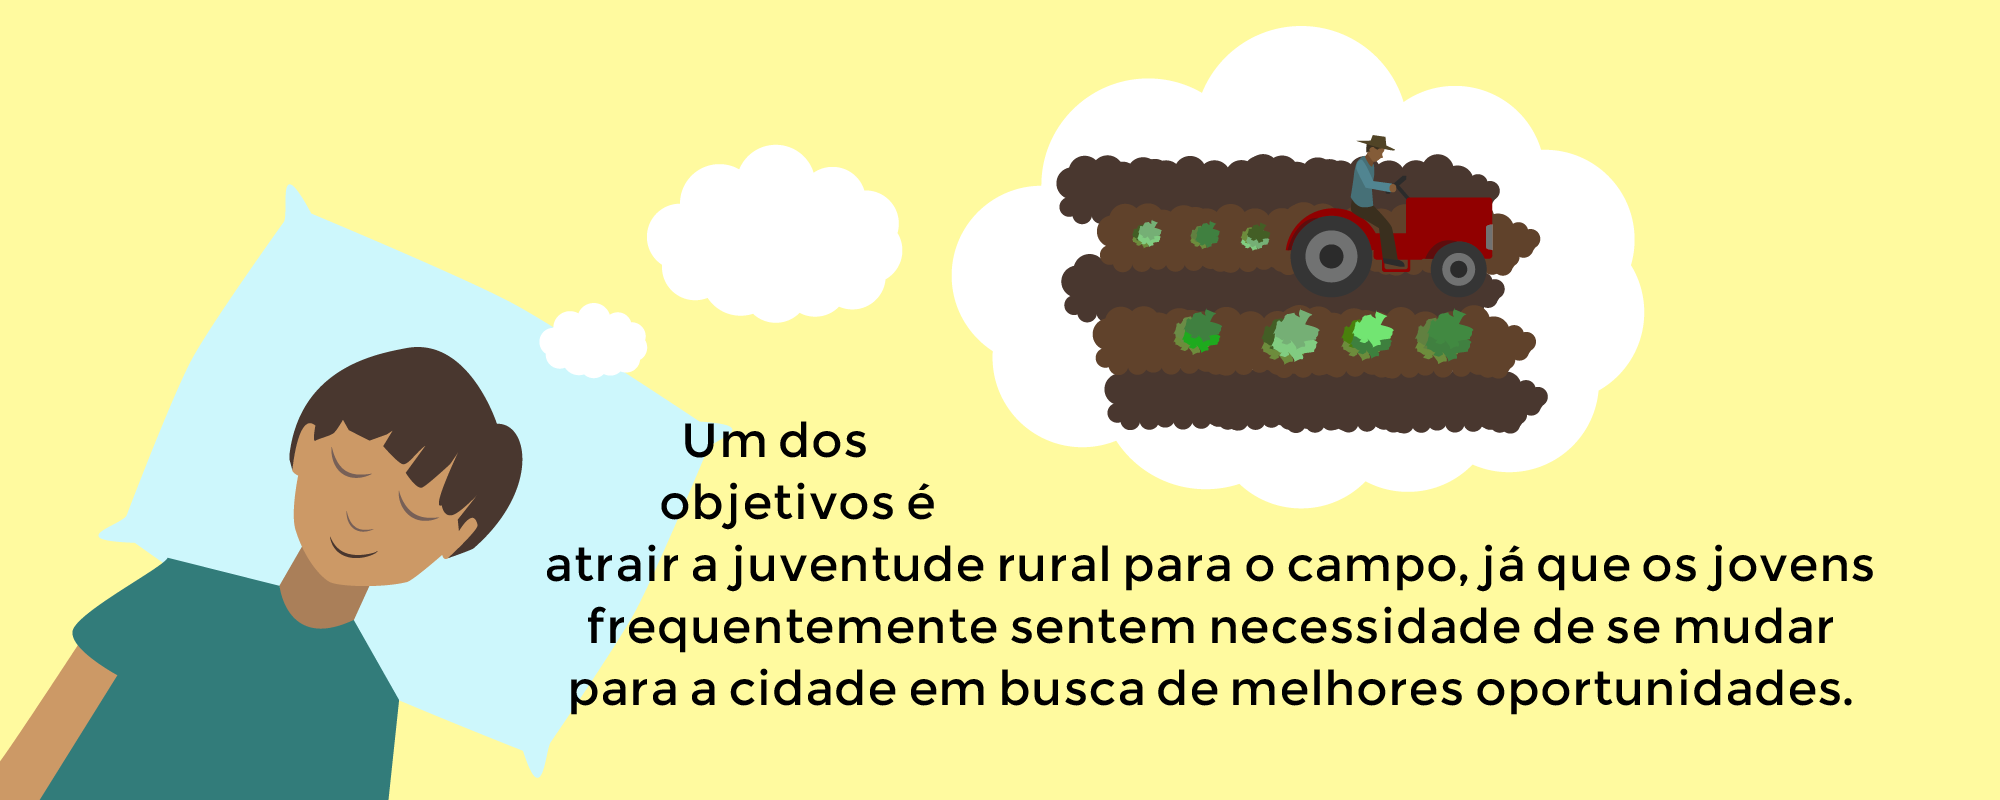 Um dos
objetivos é
atrair a juventude rural para o campo, já que os jovens
frequentemente sentem necessidade de se mudar
para a cidade em busca de melhores oportunidades.